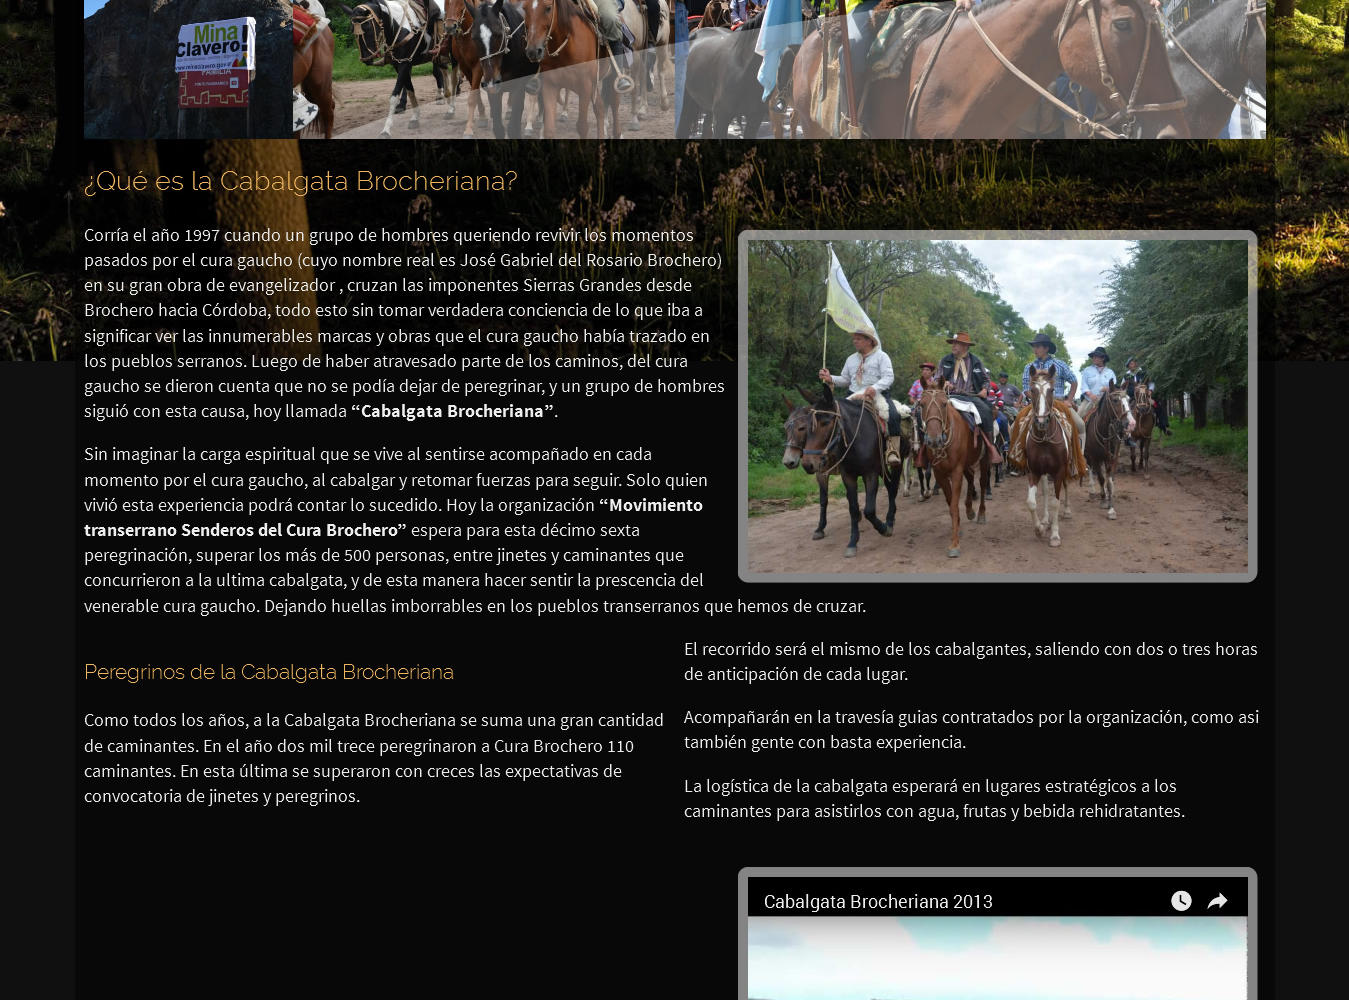 Mina
Clavero!
¿Qué es la Cabalgata Brocheriana?
Corría el año 1997 cuando un grupo de hombres queriendo revivir los momentos
pasados por el cura gaucho (cuyo nombre real es José Gabriel del Rosario Brochero)
en su gran obra de evangelizador , cruzan las imponentes Sierras Grandes desde
Brochero hacia Córdoba, todo esto sin tomar verdadera conciencia de lo que iba a
significar ver las innumerables marcas y obras que el cura gaucho había trazado en
los pueblos serranos. Luego de haber atravesado parte de los caminos, del cura
gaucho se dieron cuenta que no se podía dejar de peregrinar, y un grupo de hombres
siguió con esta causa, hoy llamada “Cabalgata Brocheriana”.
Sin imaginar la carga espiritual que se vive al sentirse acompañado en cada
momento por el cura gaucho, al cabalgar y retomar fuerzas para seguir. Solo quien
vivió esta experiencia podrá contar lo sucedido. Hoy la organización “Movimiento
transerrano Senderos del Cura Brochero” espera para esta décimo sexta
peregrinación, superar los más de 500 personas, entre jinetes y caminantes que
concurrieron a la ultima cabalgata, y de esta manera hacer sentir la prescencia del
venerable cura gaucho. Dejando huellas imborrables en los pueblos transerranos que hemos de cruzar.
Peregrinos de la Cabalgata Brocheriana
Como todos los años, a la Cabalgata Brocheriana se suma una gran cantidad
de caminantes. En el año dos mil trece peregrinaron a Cura Brochero 110
caminantes. En esta última se superaron con creces las expectativas de
convocatoria de jinetes y peregrinos.
El recorrido será el mismo de los cabalgantes, saliendo con dos o tres horas
de anticipación de cada lugar.
Acompañarán en la travesía guias contratados por la organización, como asi
también gente con basta experiencia.
La logística de la cabalgata esperará en lugares estratégicos a los
caminantes para asistirlos con agua, frutas y bebida rehidratantes.
Cabalgata Brocheriana 2013